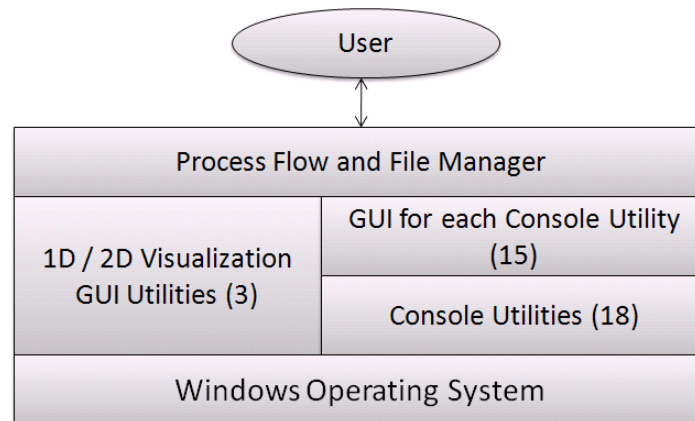 User
Process Flow and File Manager
1D / 2D Visualization
GUI Utilities (3)
GUI for each Console Utility
(15)
Console Utilities (18)
Windows Operating System